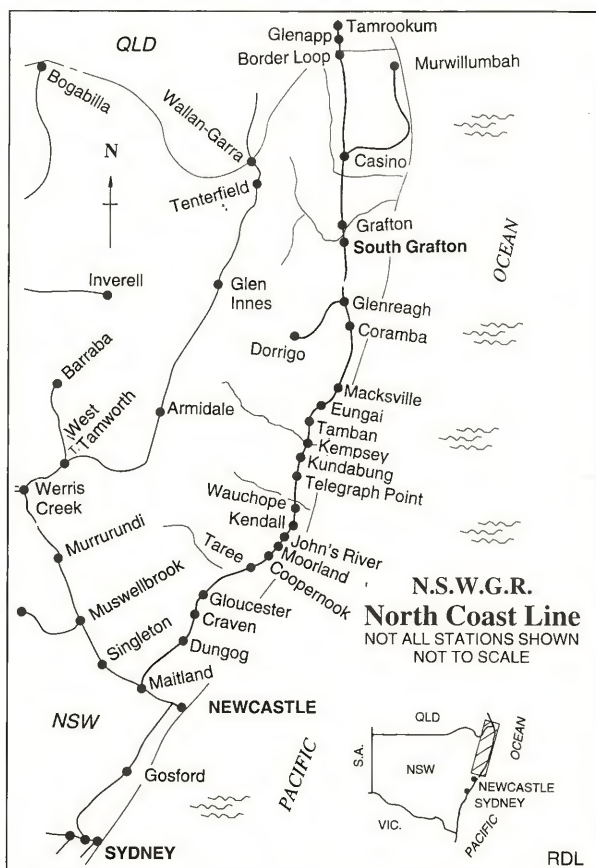 QLD
Tamrookum
Glenapp
Border Loop
Murwillumbah
Bogabilla
Wallan-Garra
N
Casino
Tenterfield
Grafton
South Grafton
OCEAN
Inverell
Glen
Innes
Glenreagh
Coramba
Dorrigo
Barraba
Macksville
Eungai
West
Tamworth
T.
Armidale
Tamban
Kempsey
Kundabung
Telegraph Point
Werris
Creek
Wauchope
Kendall
John's River
Moorland
Coopernook
Murrurundi
Taree
N.S.W.G.R.
North Coast Line
NOT ALL STATIONS SHOWN
NOT TO SCALE
Muswellbrook
Gloucester
Craven
Dungog
Singleton
Maitland
NEWCASTLE
NSW
Gosford
PACIFIC
SYDNEY
QLD
OCEAN
S.A.
NSW
NEWCASTLE
SYDNEY
VIC.
PACIFIC
RDL